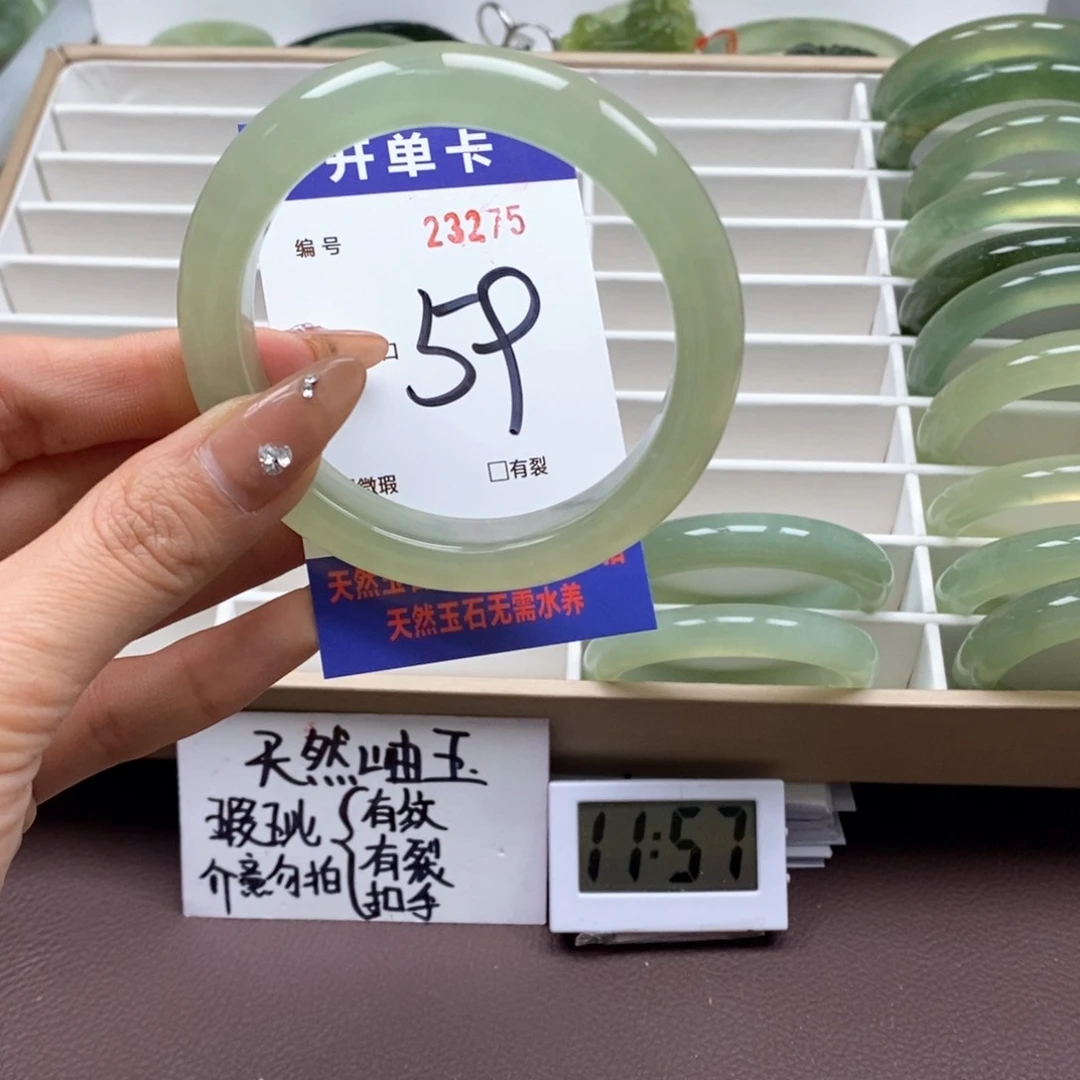 开单卡
编号 23275
口
59
微瑕 □有裂
天然玉
天然玉石无需水养
天然岫玉
瑕玼 有纹
介意勿拍 有裂
扣手
11:57